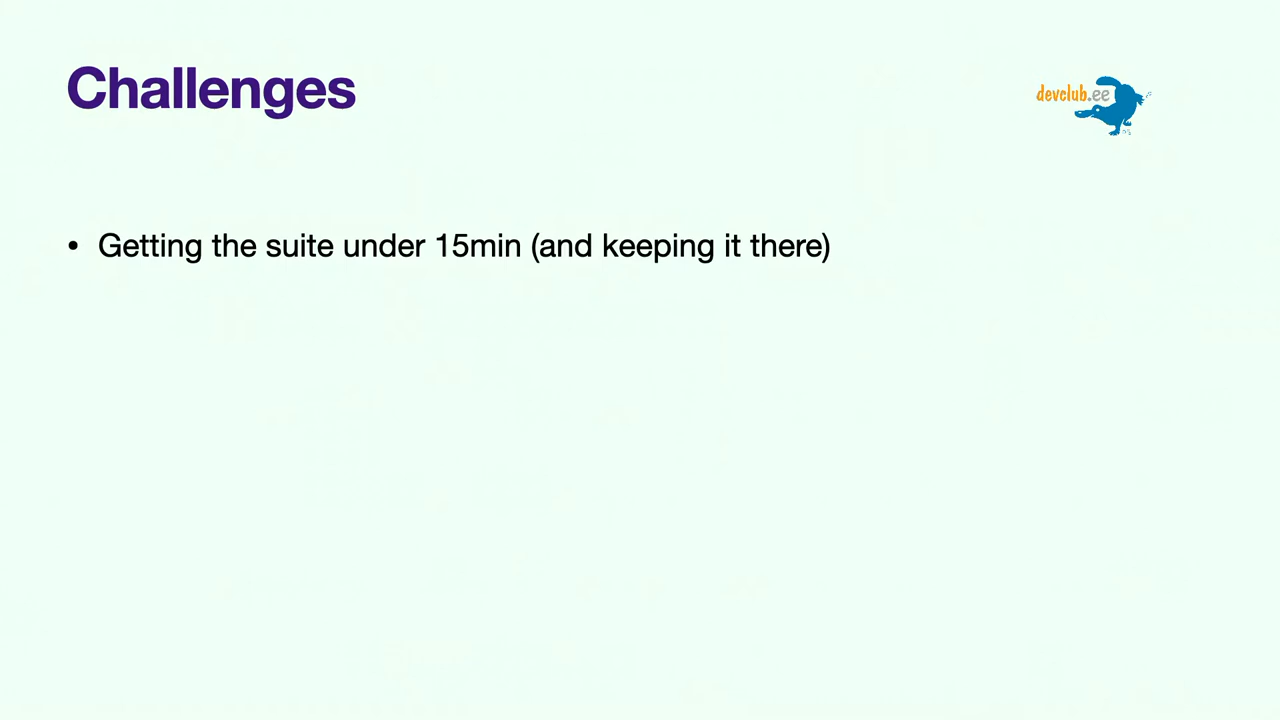 Challenges
devclub.ee
• Getting the suite under 15min (and keeping it there)